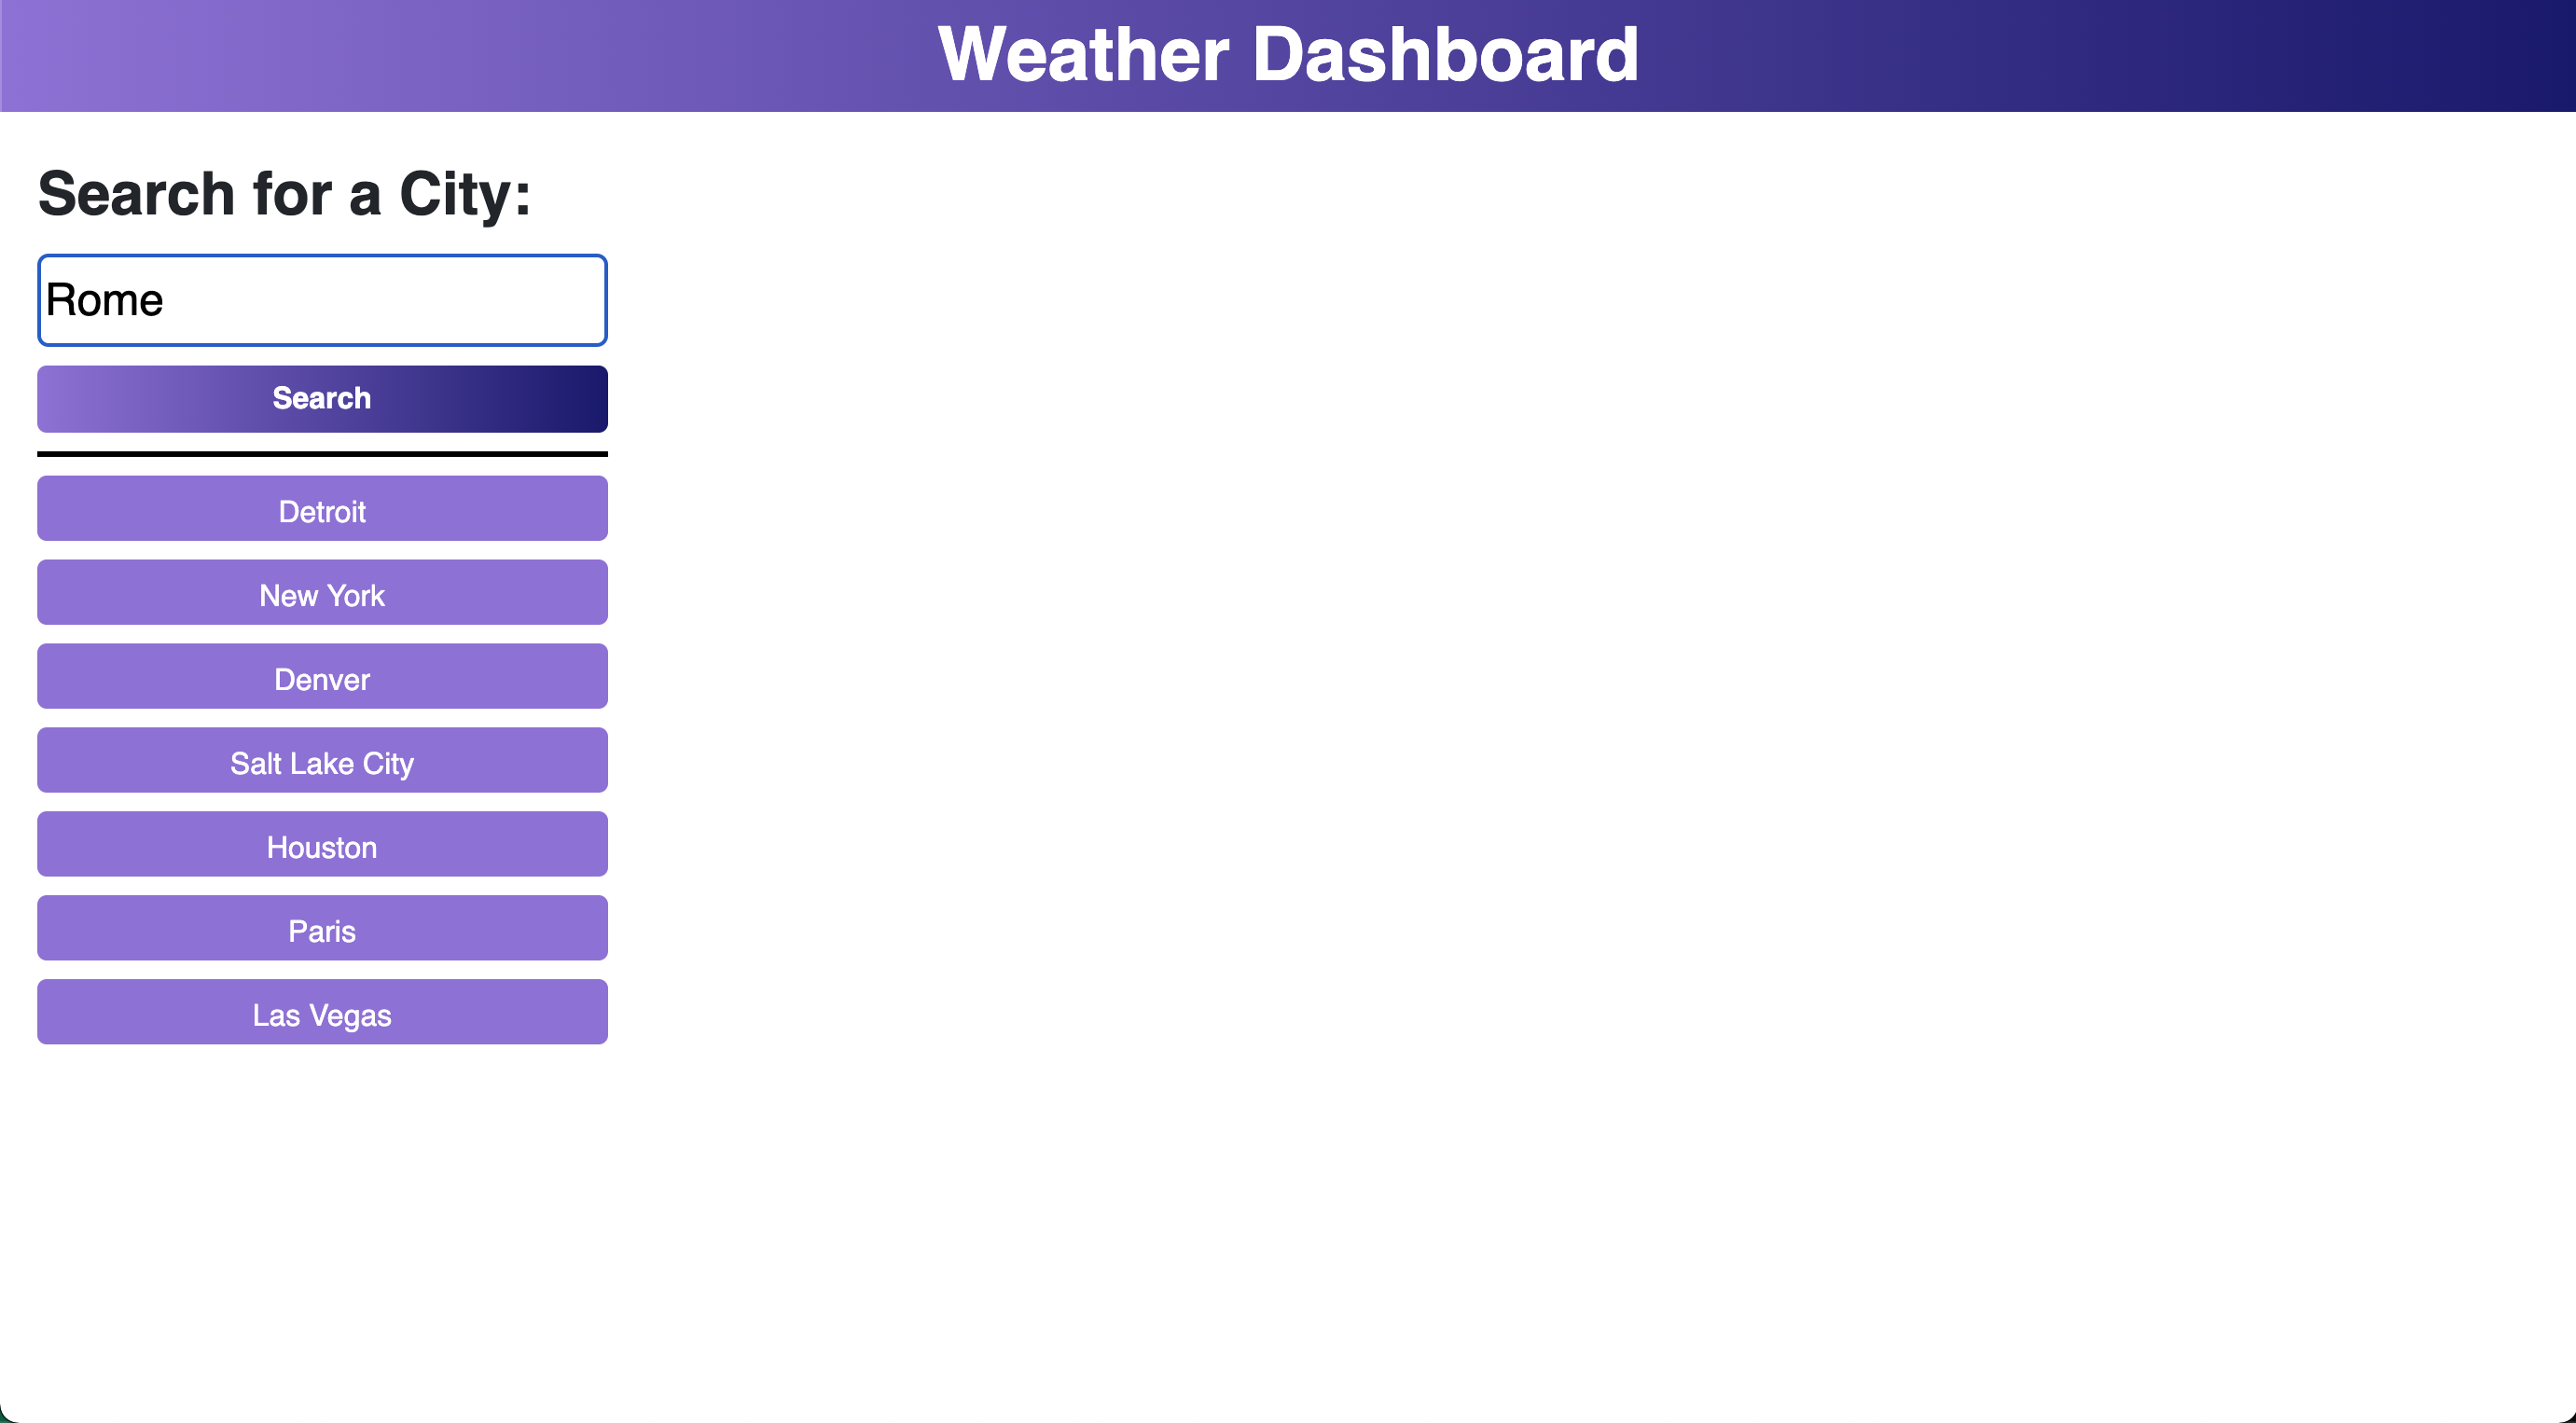 Weather Dashboard
Search for a City:
Rome
Search
Detroit
New York
Denver
Salt Lake City
Houston
Paris
Las Vegas